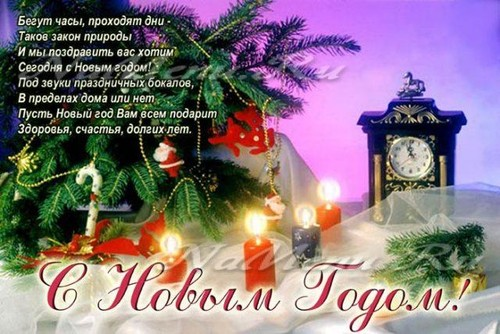 Бегут часы, проходят дни -
Таков закон природы
И мы поздравить вас хотим
Сегодня с Новым годом!
Под звуки праздничных бокалов,
В пределах дома или нет
Пусть Новый год Вам всем подарит
Здоровья, счастья, долгих лет.
С Новым Годом!